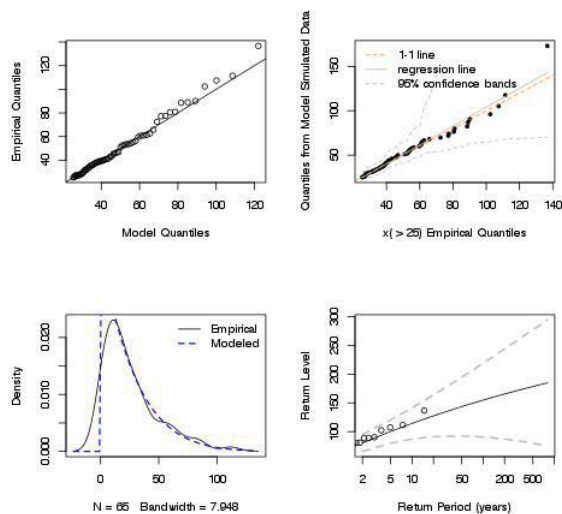 Empirical Quantiles
40 60 80 100 120
40 60 80 100 120
Model Quantiles
Quantiles from Model Simulated Data
50 100 150
1-1 line
regression line
95% confidence bands
40 60 80 100 120 140
x( > 25) Empirical Quantiles
Density
0.000 0.010 0.020
Empirical
Modeled
0 50 100
N = 65 Bandwidth = 7.948
Return Level
100 150 200 250 300
2 5 10 50 200 500
Return Period (years)